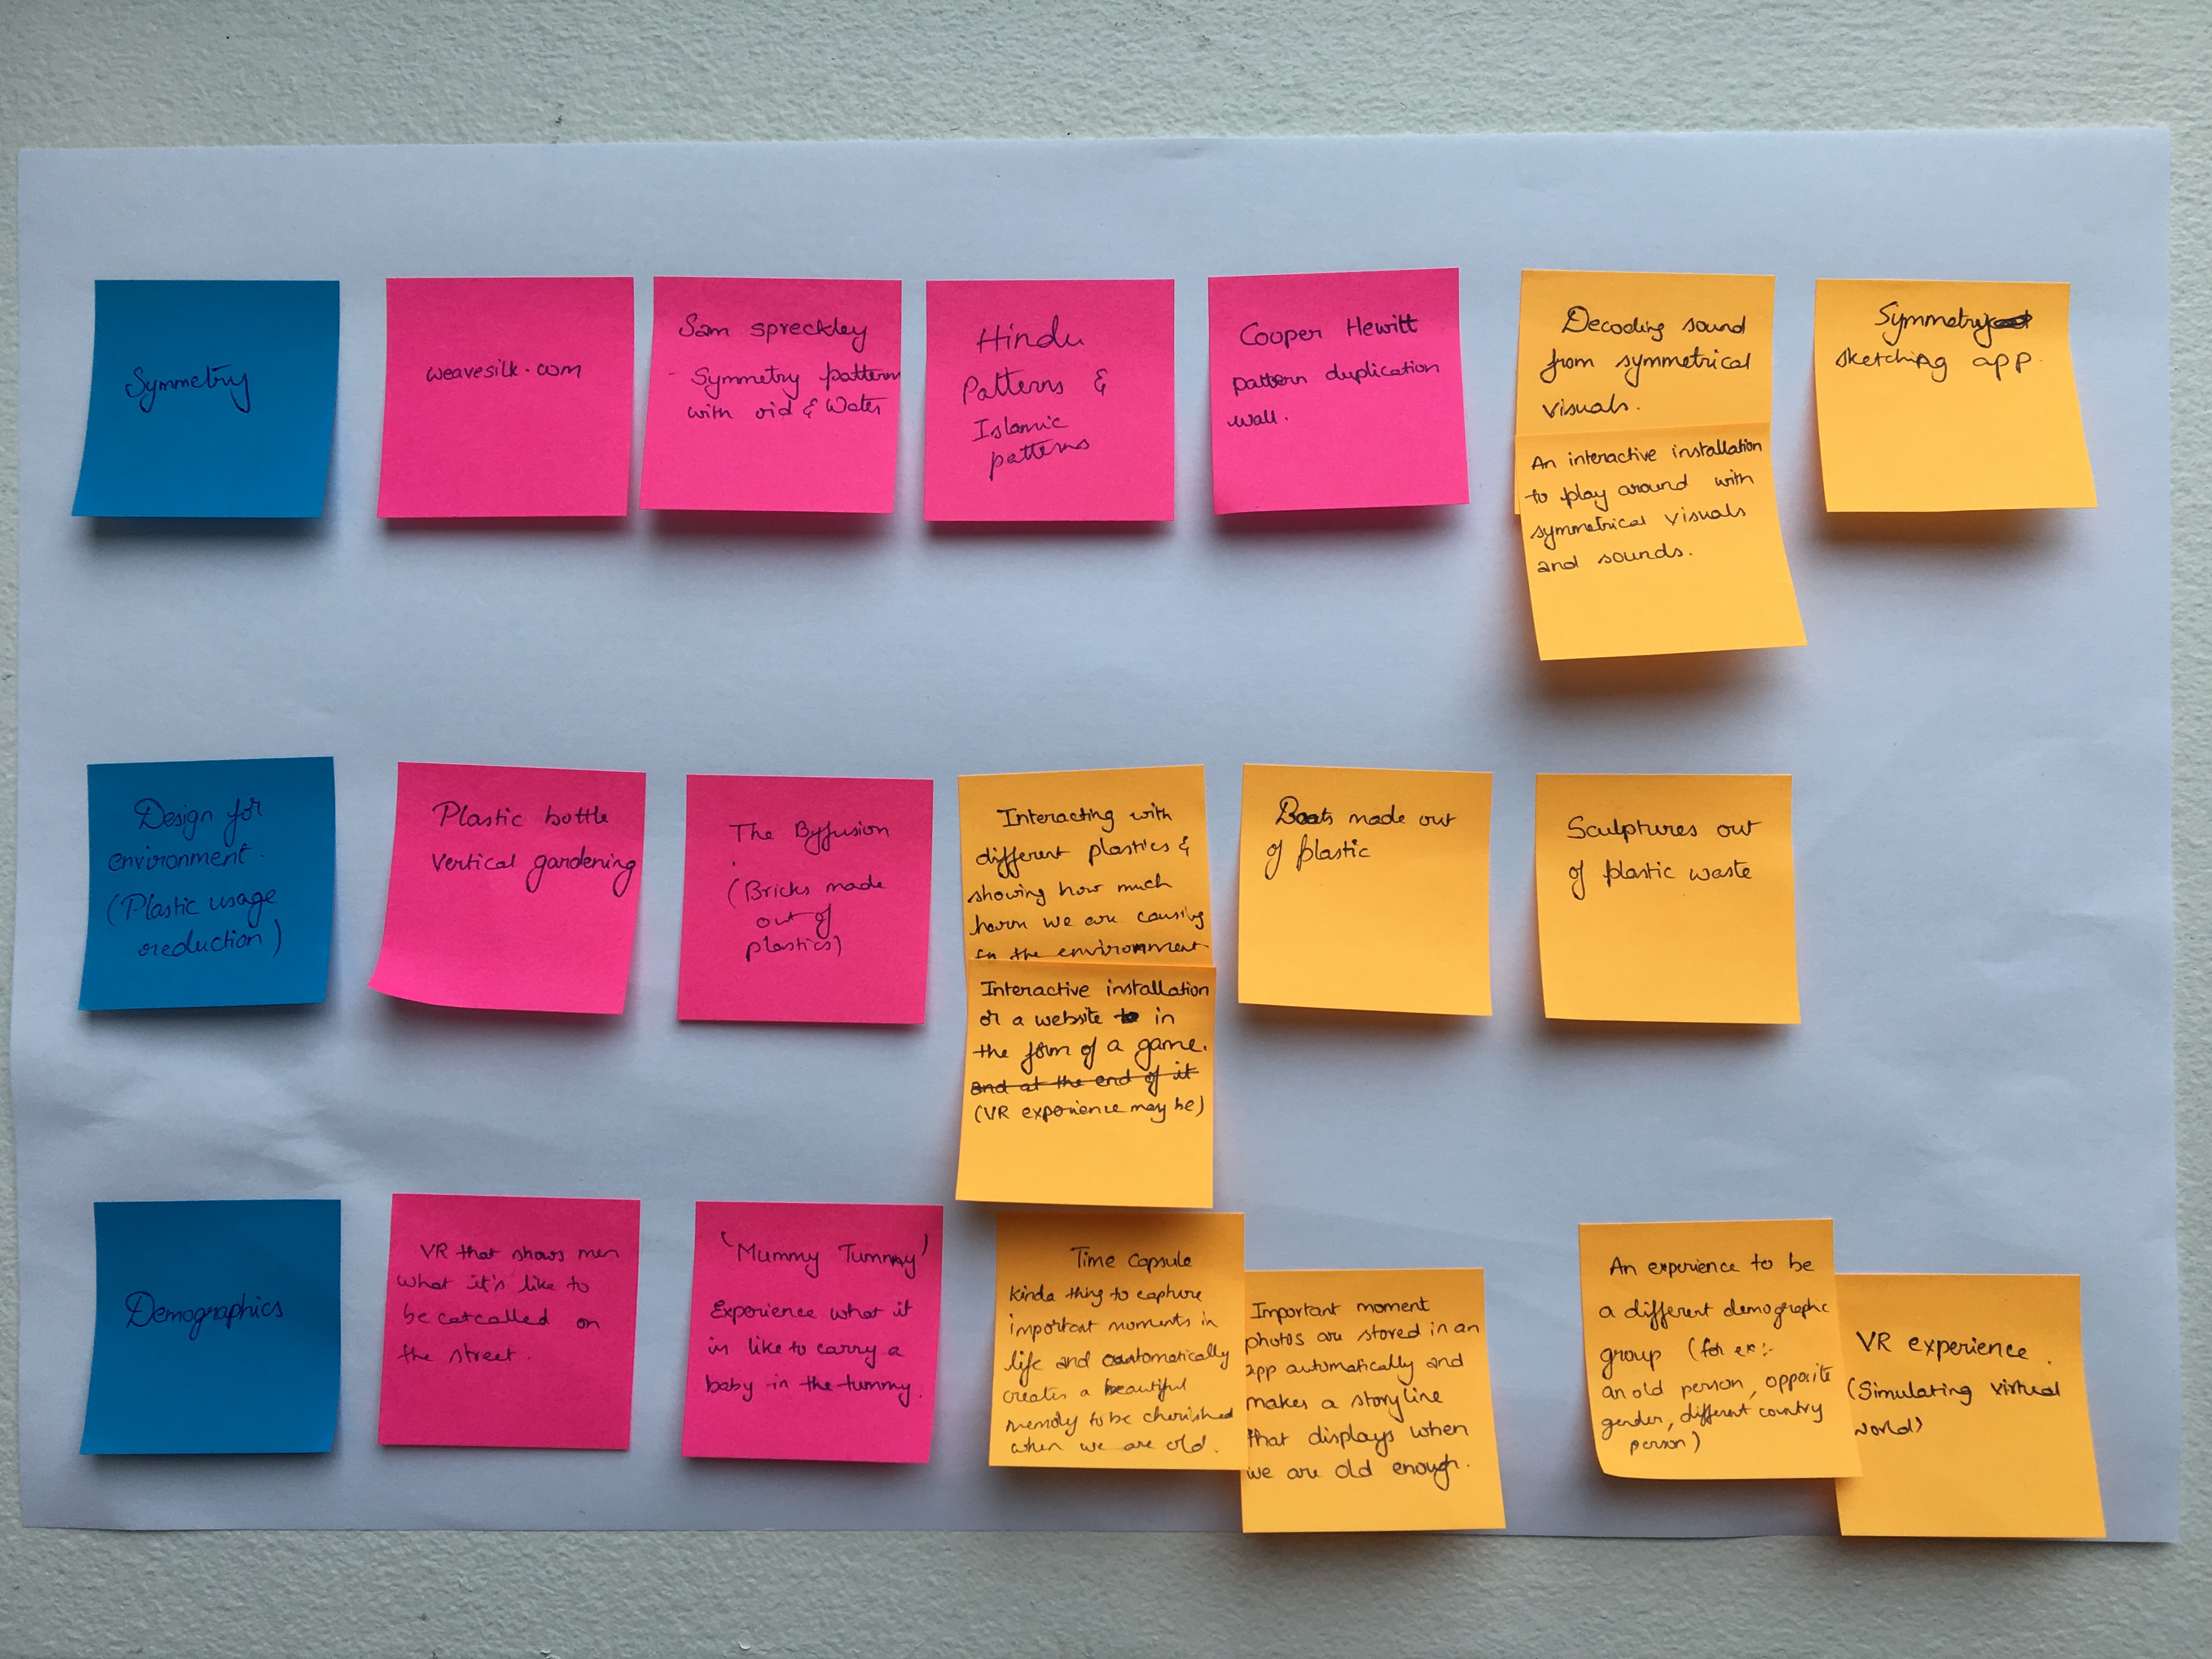 Symmetry
weavesilk.com
Sam spreckley
- Symmetry pattern
with oid & Water
Hindu
Patterns &
Islamic
patterns
Cooper Hewitt
pattern duplication
wall.
Decoding sound
from symmetrical
visuals.
An interactive installation
to play around with
symmetrical visuals
and sounds.
Symmetry
sketching app.
Design for
environment.
(Plastic usage
reduction)
Plastic bottle
vertical gardening
The Byfusion
(Bricks made
out of
plastics)
Interacting with
different plastics &
showing how much
harm we are causing
to the environment
Interactive installation
or a website in
the form of a game.
and at the end of it
(VR experience may be)
Boats made out
of plastic
Sculptures out
of plastic waste
Demographics
VR that shows men
what it's like to
be catcalled on
the street.
'Mummy Tummy'
Experience what it
is like to carry a
baby in the tummy.
Time Capsule
kinda thing to capture
important moments in
life and automatically
creates a beautiful
memory to be cherished
when we are old.
Important moment
photos are stored in an
app automatically and
makes a storyline
that displays when
we are old enough.
An experience to be
a different demographic
group (for ex:-
an old person, opposite
gender, different country
person)
VR experience.
(Simulating virtual
world)